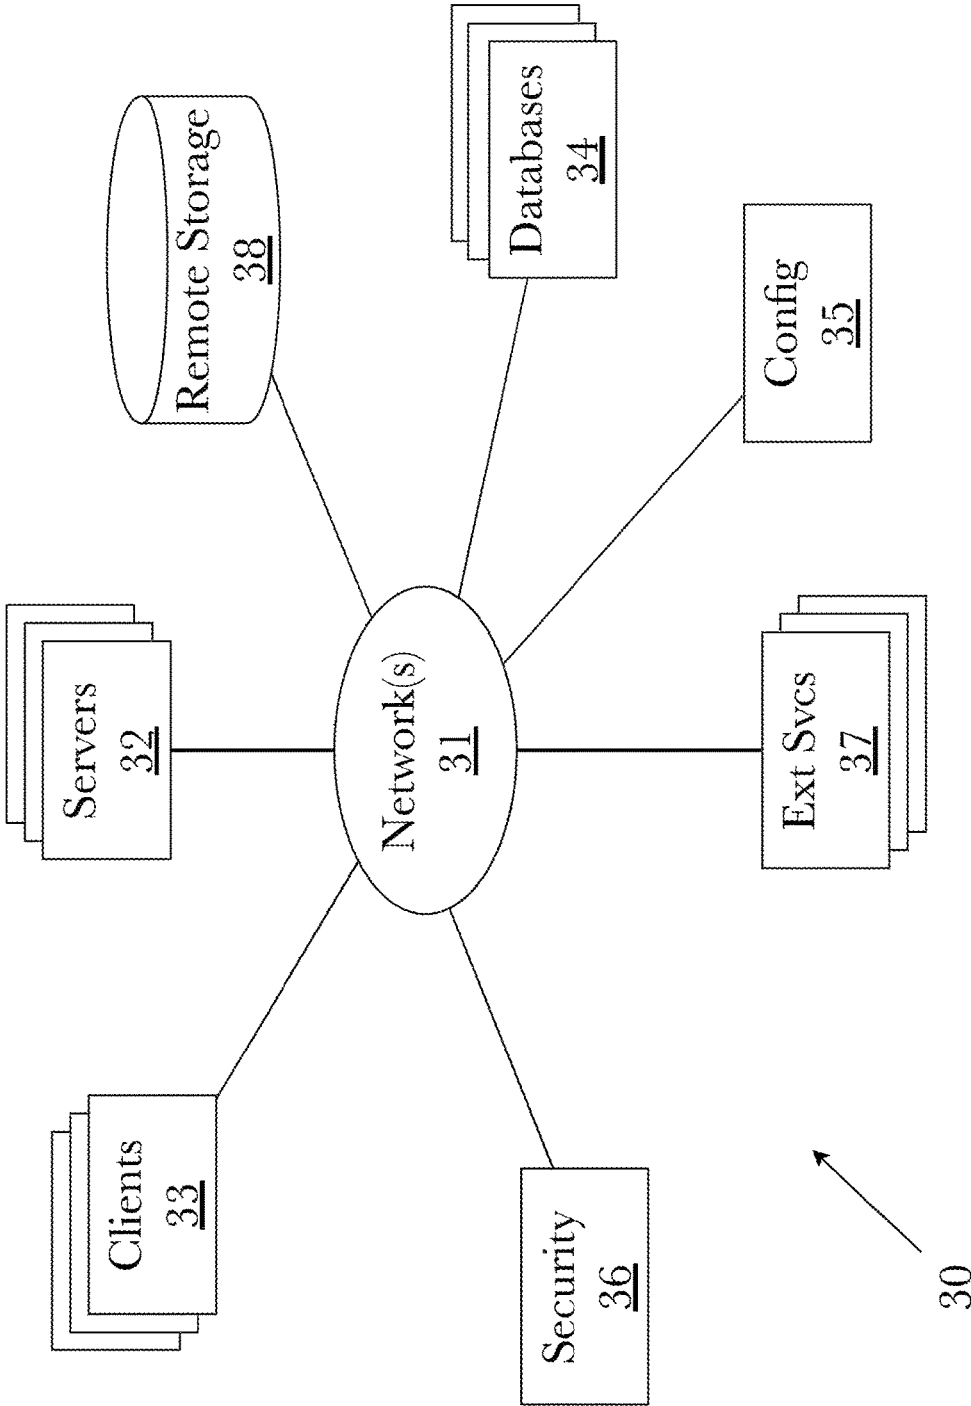 Clients
33
Servers
32
Remote Storage
38
Network(s)
31
Databases
34
Security
36
Ext Svcs
37
Config
35
30